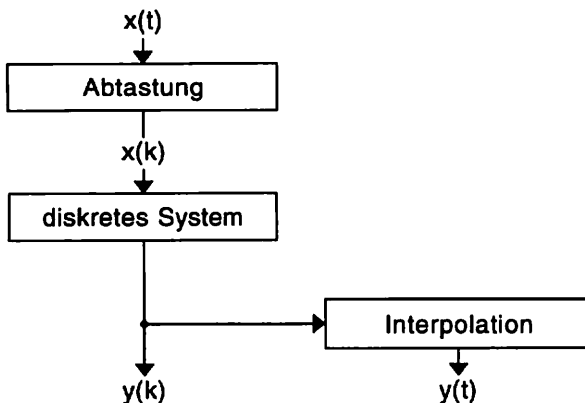 x(t)
Abtastung
x(k)
diskretes System
Interpolation
y(k)
y(t)